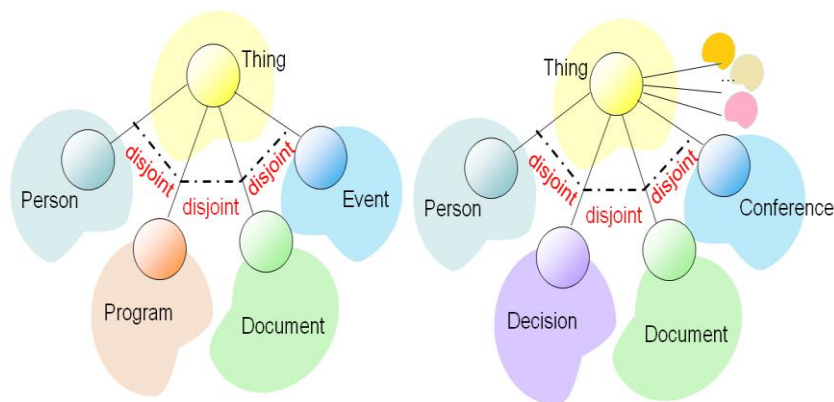 Thing
disjoint
disjoint
disjoint
Person
Event
Program
Document
Thing
...
disjoint
disjoint
disjoint
Person
Conference
Decision
Document